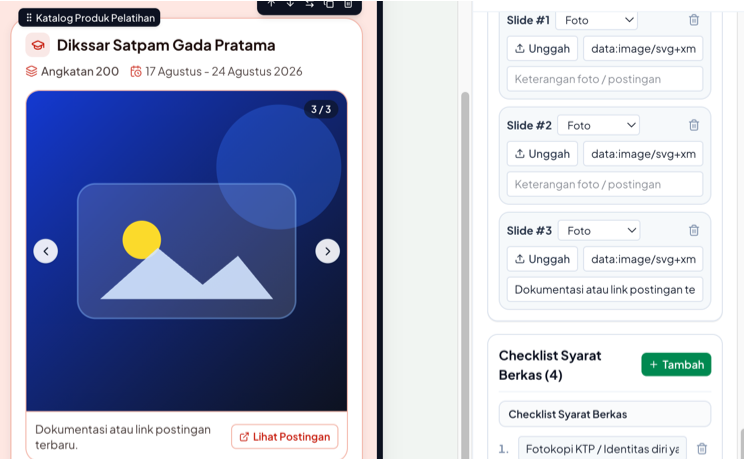 Katalog Produk Pelatihan
Dikssar Satpam Gada Pratama
Angkatan 200 17 Agustus - 24 Agustus 2026
3 / 3
Dokumentasi atau link postingan
terbaru.
Lihat Postingan
Slide #1 Foto
Unggah data:image/svg+xm
Keterangan foto / postingan
Slide #2 Foto
Unggah data:image/svg+xm
Keterangan foto / postingan
Slide #3 Foto
Unggah data:image/svg+xm
Dokumentasi atau link postingan te
Checklist Syarat
Berkas (4)
+ Tambah
Checklist Syarat Berkas
1. Fotokopi KTP / Identitas diri ya